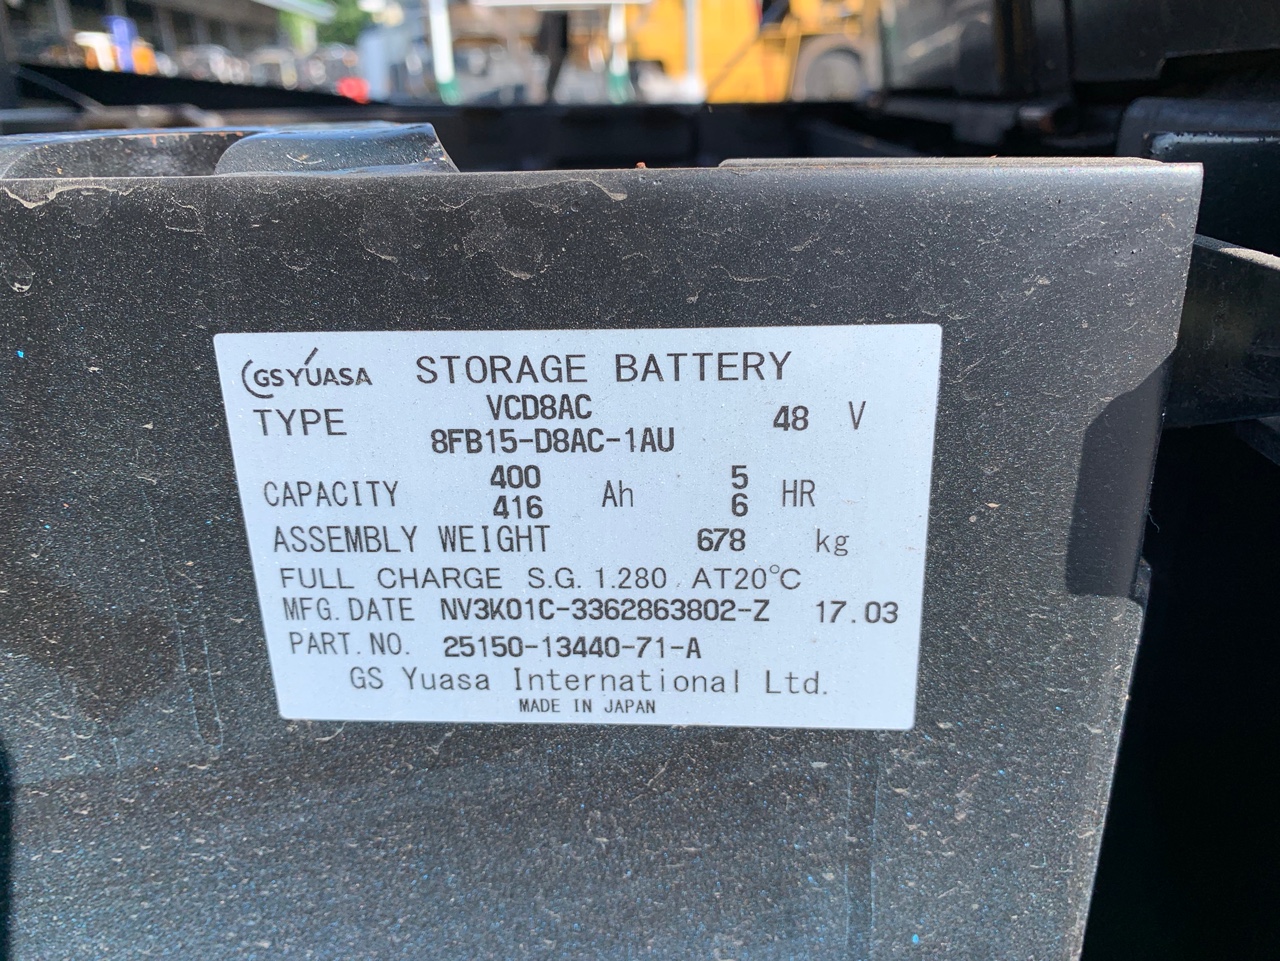 GS YUASA STORAGE BATTERY
TYPE VCD8AC 48 V
8FB15-D8AC-1AU
CAPACITY 400 Ah 5 HR
416 6
ASSEMBLY WEIGHT 678 kg
FULL CHARGE S.G. 1.280 AT20°C
MFG. DATE NV3K01C-3362863802-Z 17.03
PART. NO. 25150-13440-71-A
GS Yuasa International Ltd.
MADE IN JAPAN